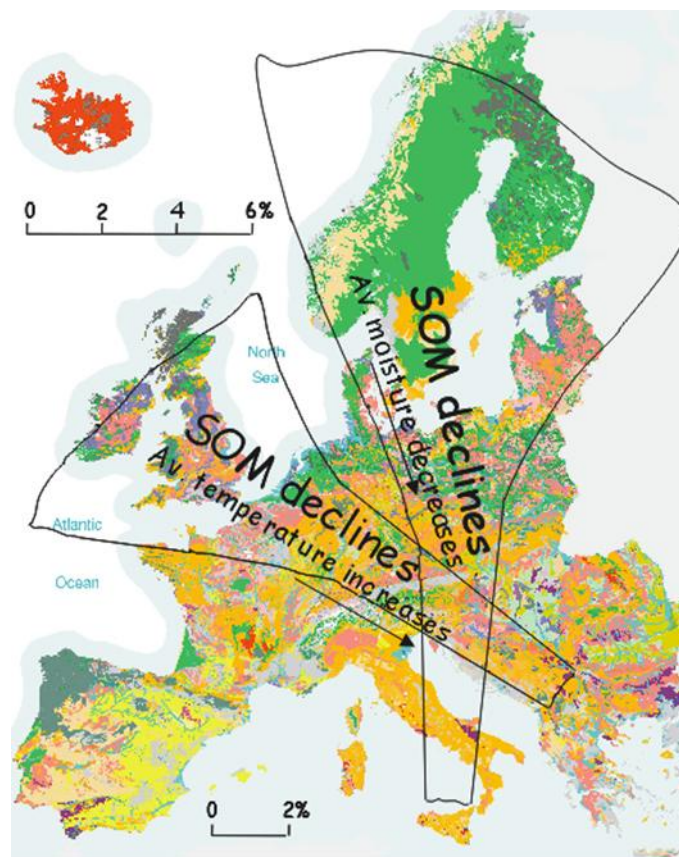 0 2 4 6%
North
Sea
SOM declines
Av. moisture decreases
SOM declines
Av. temperature increases
Atlantic
Ocean
0 2%